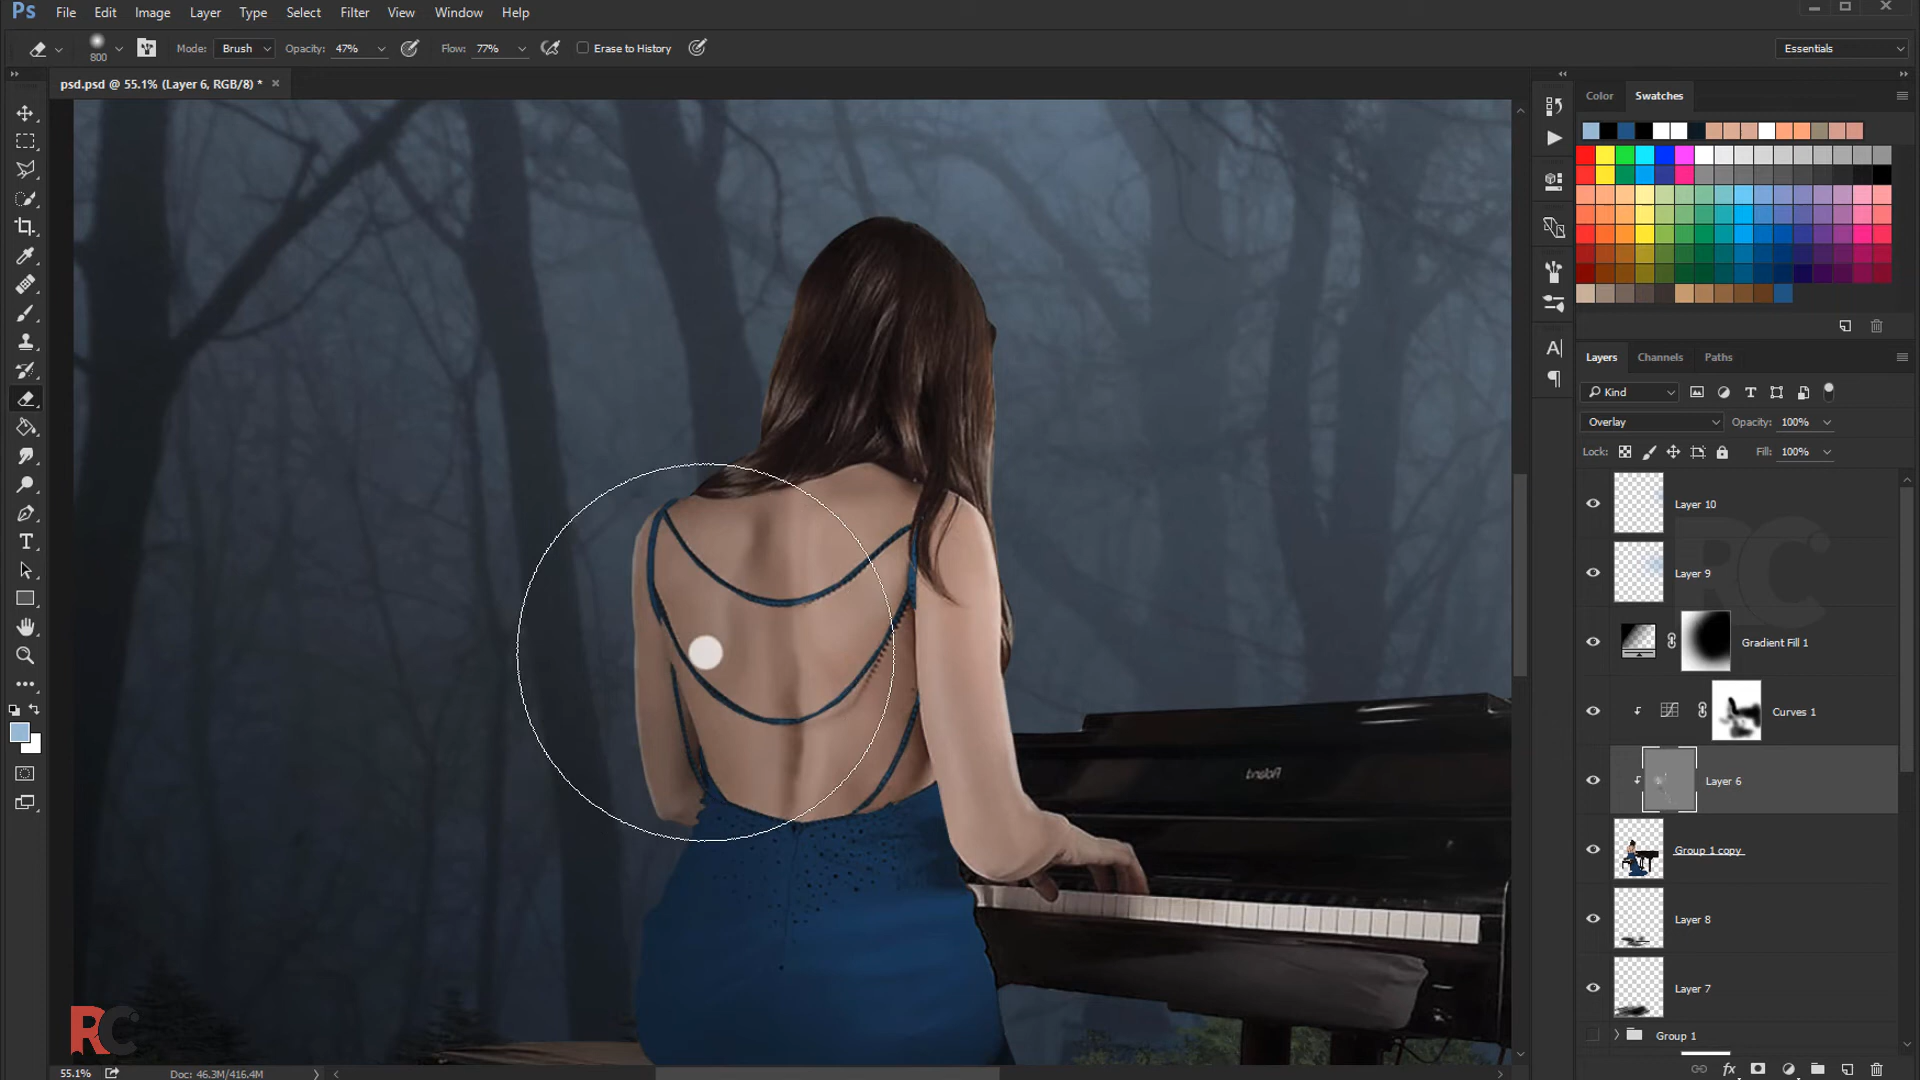 Ps File Edit Image Layer Type Select Filter View Window Help
800 Mode: Brush Opacity: 47% Flow: 77% Erase to History Essentials
psd.psd @ 55.1% (Layer 6, RGB/8) * ×
Color Swatches
Layers Channels Paths
Kind
Overlay Opacity: 100%
Lock: Fill: 100%
Layer 10
Layer 9
Gradient Fill 1
Curves 1
Layer 6
Group 1 copy
Layer 8
Layer 7
Group 1
Roland
RC
RC
55.1% Doc: 46.3M/416.4M
fx